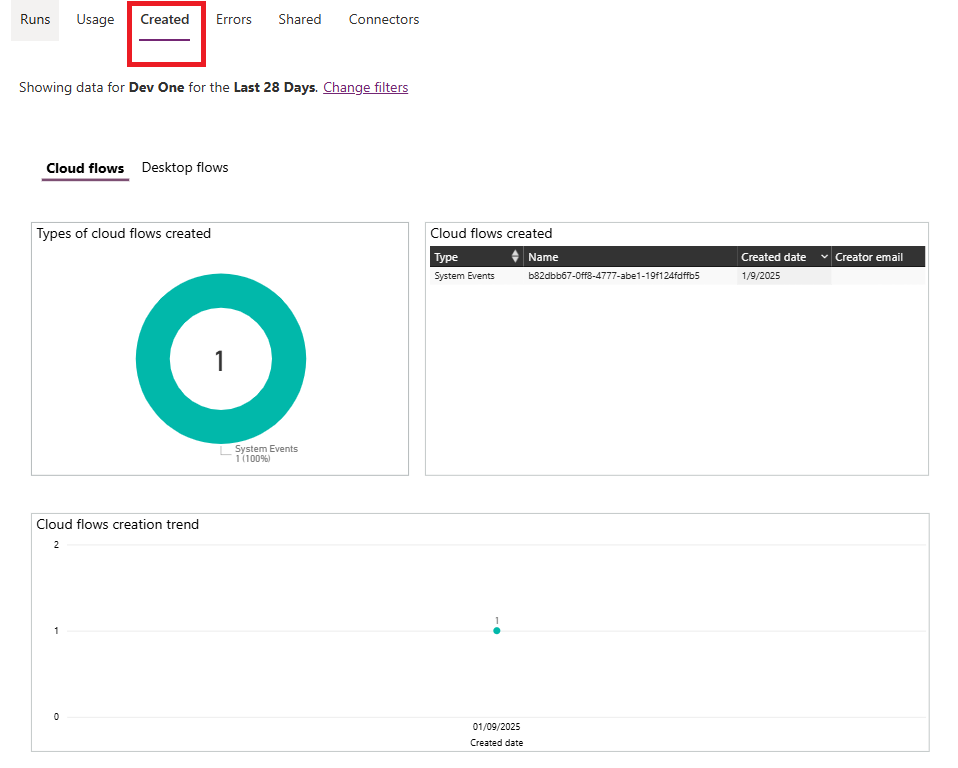 Runs Usage Created Errors Shared Connectors
Showing data for Dev One for the Last 28 Days. Change filters
Cloud flows Desktop flows
Types of cloud flows created
1
System Events
1 (100%)
Cloud flows created
Type Name Created date Creator email
System Events b82dbb67-0ff8-4777-abe1-19f124fdffb5 1/9/2025
Cloud flows creation trend
2
1
1
0
01/09/2025
Created date